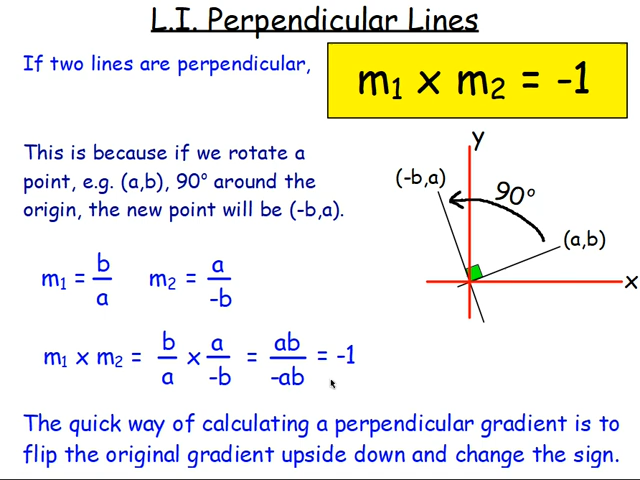 L.I. Perpendicular Lines
If two lines are perpendicular,
m₁ x m₂ = -1
This is because if we rotate a
point, e.g. (a,b), 90° around the
origin, the new point will be (-b,a).
y
(-b,a)
90°
(a,b)
x
m₁ = b/a m₂ = a/-b
m₁ x m₂ = b/a x a/-b = ab/-ab = -1
The quick way of calculating a perpendicular gradient is to
flip the original gradient upside down and change the sign.